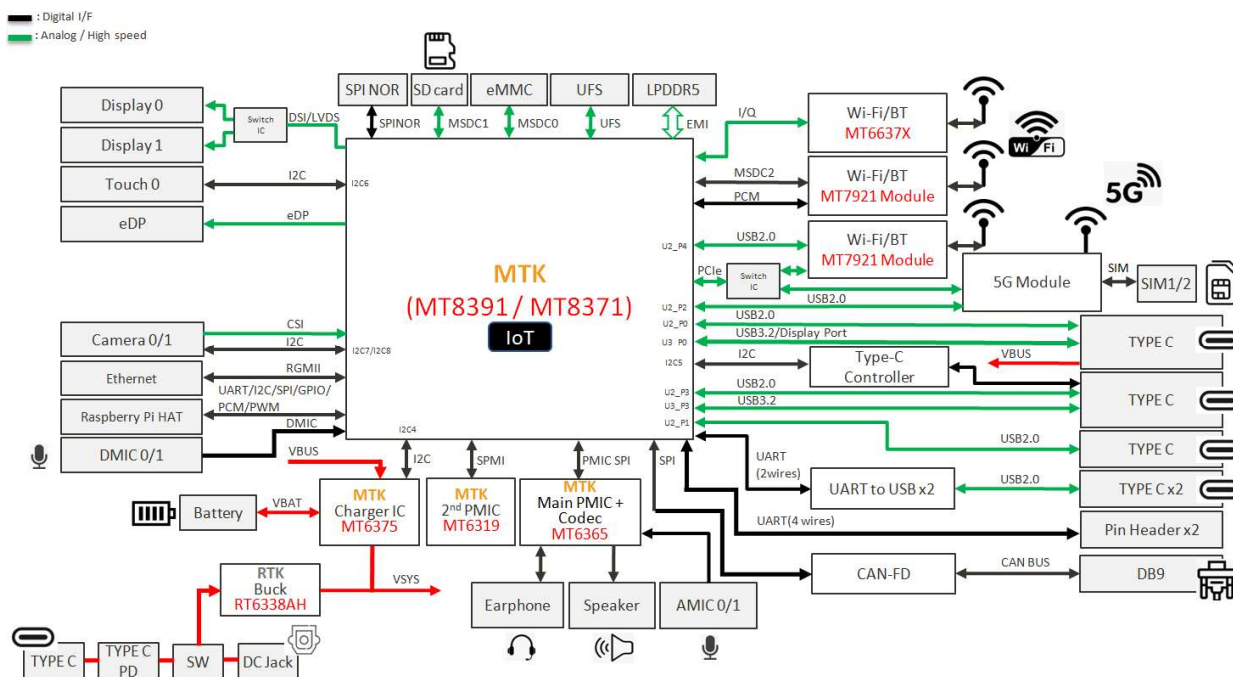 : Digital I/F
: Analog / High speed
SPI NOR
SD card
eMMC
UFS
LPDDR5
SPINOR
MSDC1
MSDC0
UFS
EMI
Display 0
Display 1
Switch
IC
DSI/LVDS
Touch 0
I2C
I2C6
eDP
eDP
MTK
(MT8391 / MT8371)
IoT
I/Q
Wi-Fi/BT
MT6637X
Wi Fi
MSDC2
PCM
Wi-Fi/BT
MT7921 Module
5G
U2_P4
USB2.0
Wi-Fi/BT
MT7921 Module
PCIe
Switch
IC
5G Module
SIM
SIM1/2
U2_P2
USB2.0
U2_P0
USB2.0
U3 P0
USB3.2/Display Port
TYPE C
VBUS
I2C5
I2C
Type-C
Controller
U2_P3
USB2.0
U3_P3
USB3.2
TYPE C
U2_P1
USB2.0
TYPE C
Camera 0/1
CSI
I2C
I2C7/I2C8
Ethernet
RGMII
Raspberry Pi HAT
UART/I2C/SPI/GPIO/
PCM/PWM
DMIC 0/1
DMIC
I2C4
VBUS
I2C
SPMI
PMIC SPI
SPI
UART
(2wires)
UART to USB x2
USB2.0
TYPE C x2
UART(4 wires)
Pin Header x2
CAN-FD
CAN BUS
DB9
Battery
VBAT
MTK
Charger IC
MT6375
MTK
2nd PMIC
MT6319
MTK
Main PMIC +
Codec
MT6365
RTK
Buck
RT6338AH
VSYS
Earphone
Speaker
AMIC 0/1
TYPE C
TYPE C
PD
SW
DC Jack